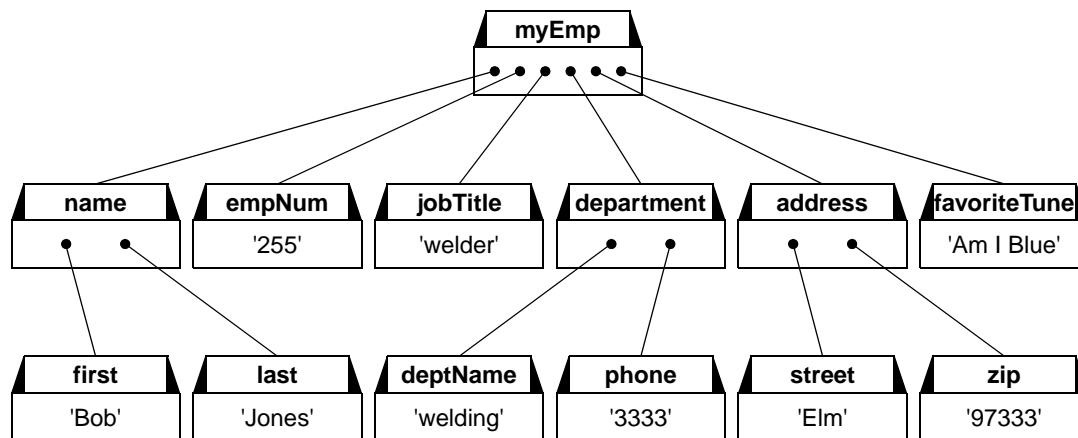 myEmp
name empNum jobTitle department address favoriteTune
'255' 'welder' 'Am I Blue'
first last deptName phone street zip
'Bob' 'Jones' 'welding' '3333' 'Elm' '97333'